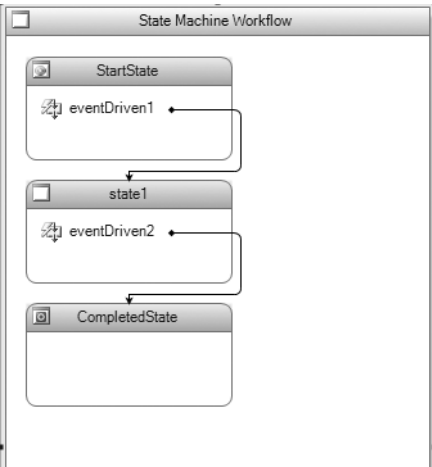 State Machine Workflow
StartState
eventDriven1
state1
eventDriven2
CompletedState